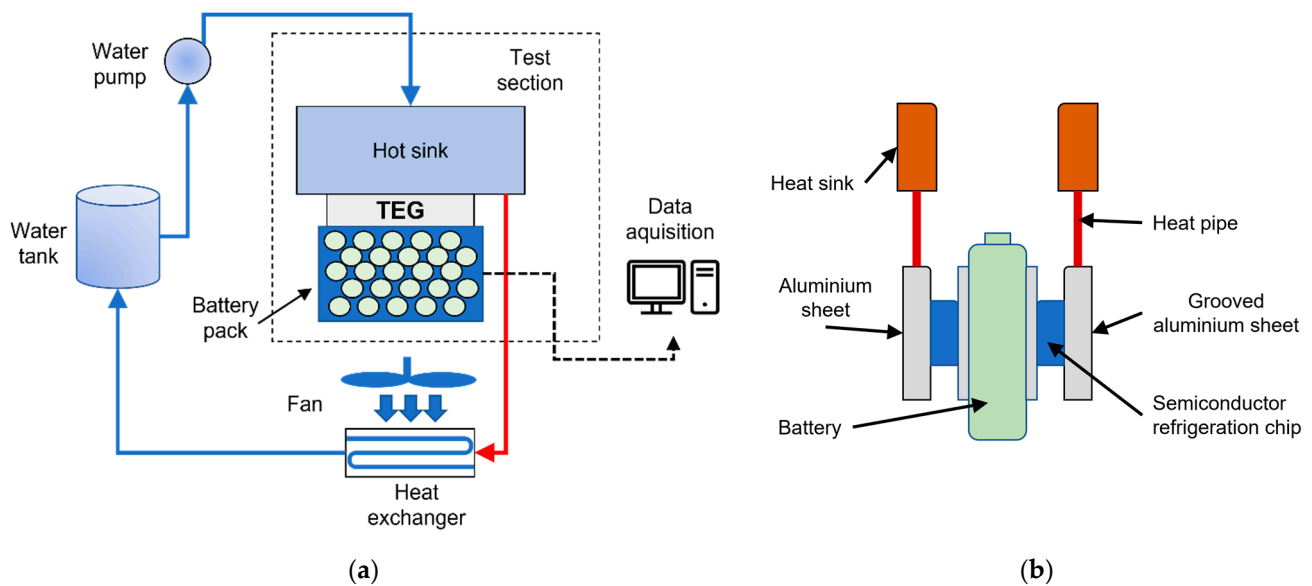 Water
pump
Test
section
Hot sink
TEG
Water
tank
Battery
pack
Data
aquisition
Fan
Heat
exchanger
(a)
Heat sink
Heat pipe
Aluminium
sheet
Grooved
aluminium sheet
Battery
Semiconductor
refrigeration chip
(b)